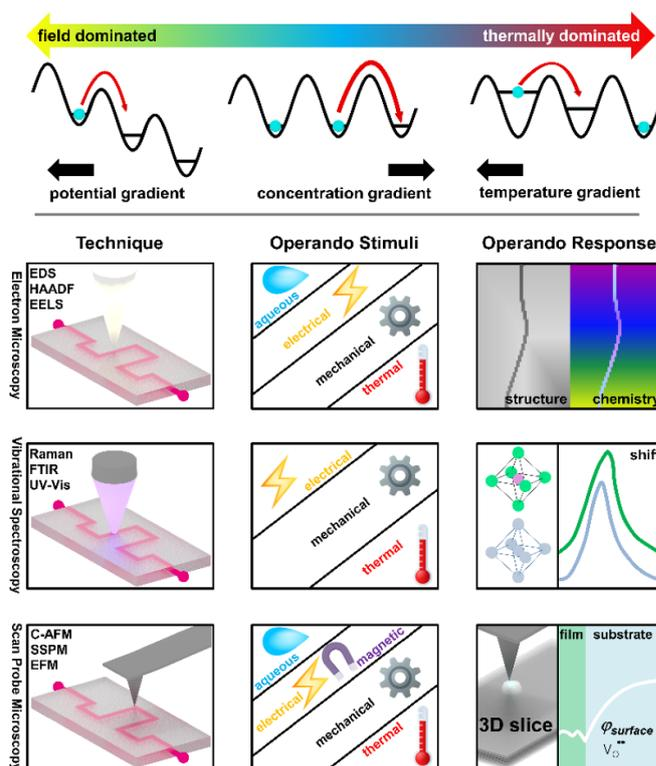 field dominated
thermally dominated
potential gradient
concentration gradient
temperature gradient
Technique
Operando Stimuli
Operando Response
Electron Microscopy
EDS
HAADF
EELS
aqueous
electrical
mechanical
thermal
structure
chemistry
Vibrational Spectroscopy
Raman
FTIR
UV-Vis
electrical
mechanical
thermal
shift
Scan Probe Microscopy
C-AFM
SSPM
EFM
aqueous
magnetic
electrical
mechanical
thermal
3D slice
film
substrate
φsurface
V